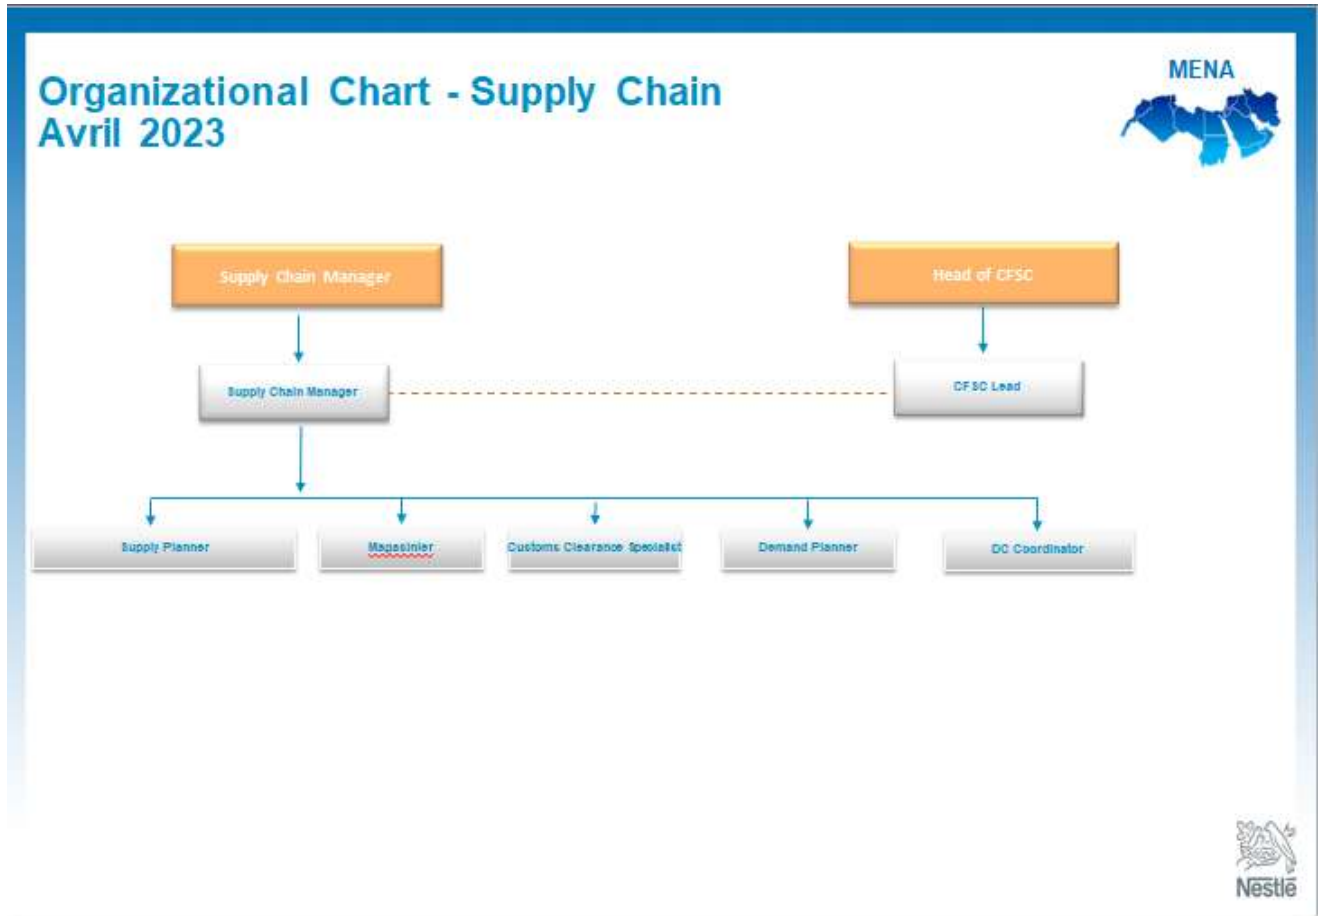 Organizational Chart - Supply Chain
Avril 2023
MENA
Supply Chain Manager
Head of CFSC
Supply Chain Manager
CFSC Lead
Supply Planner
Magasinier
Customs Clearance Specialist
Demand Planner
DC Coordinator
Nestlé